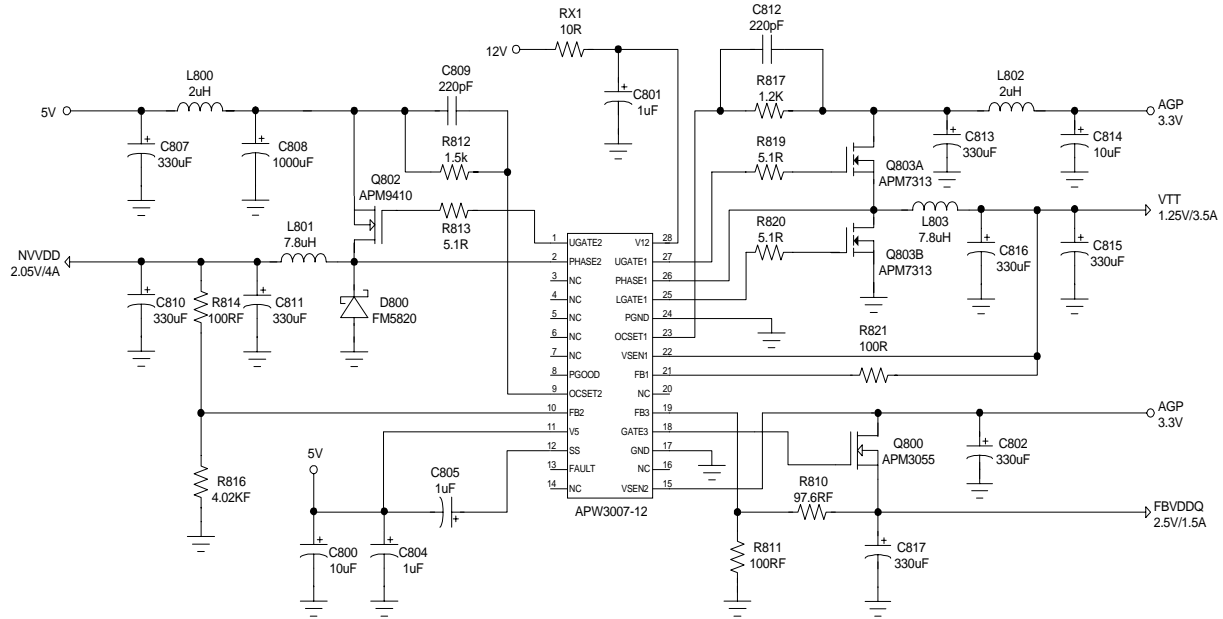 C812
220pF
RX1
10R
12V
C809
220pF
L800
2uH
5V
C801
1uF
R817
1.2K
L802
2uH
AGP
3.3V
C807
330uF
C808
1000uF
R812
1.5k
R819
5.1R
C813
330uF
C814
10uF
Q802
APM9410
Q803A
APM7313
R813
5.1R
VTT
1.25V/3.5A
L801
7.8uH
R820
5.1R
L803
7.8uH
NVVDD
2.05V/4A
Q803B
APM7313
C816
330uF
C815
330uF
C810
330uF
R814
100RF
C811
330uF
D800
FM5820
1 UGATE2 V12 28
2 PHASE2 UGATE1 27
3 NC PHASE1 26
4 NC LGATE1 25
5 NC PGND 24
6 NC OCSET1 23
7 NC VSEN1 22
8 PGOOD FB1 21
9 OCSET2 NC 20
10 FB2 FB3 19
11 V5 GATE3 18
12 SS GND 17
13 FAULT NC 16
14 NC VSEN2 15
APW3007-12
R821
100R
AGP
3.3V
Q800
APM3055
C802
330uF
5V
R816
4.02KF
C805
1uF
R810
97.6RF
FBVDDQ
2.5V/1.5A
C800
10uF
C804
1uF
R811
100RF
C817
330uF